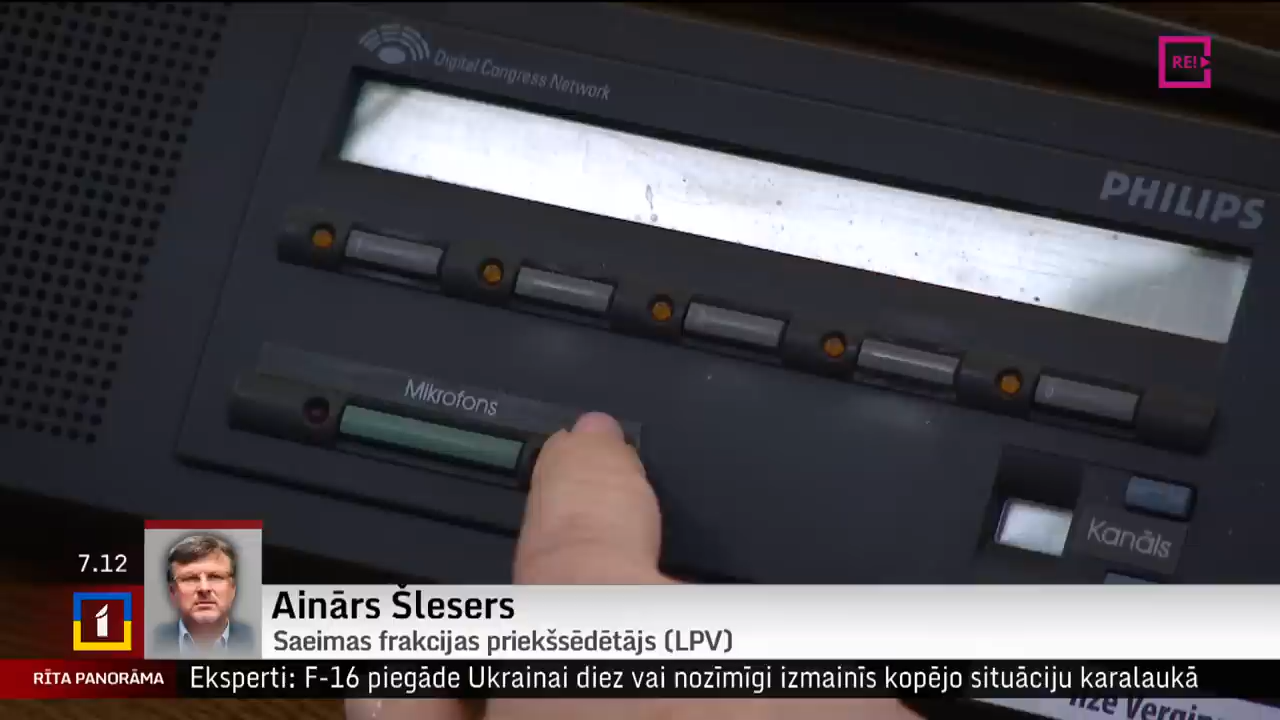 Digital Congress Network
RE!
PHILIPS
Mikrofons
Kanāls
7.12
1
Ainārs Šlesers
Saeimas frakcijas priekšsēdētājs (LPV)
RĪTA PANORĀMA
Eksperti: F-16 piegāde Ukrainai diez vai nozīmīgi izmainīs kopējo situāciju karalaukā